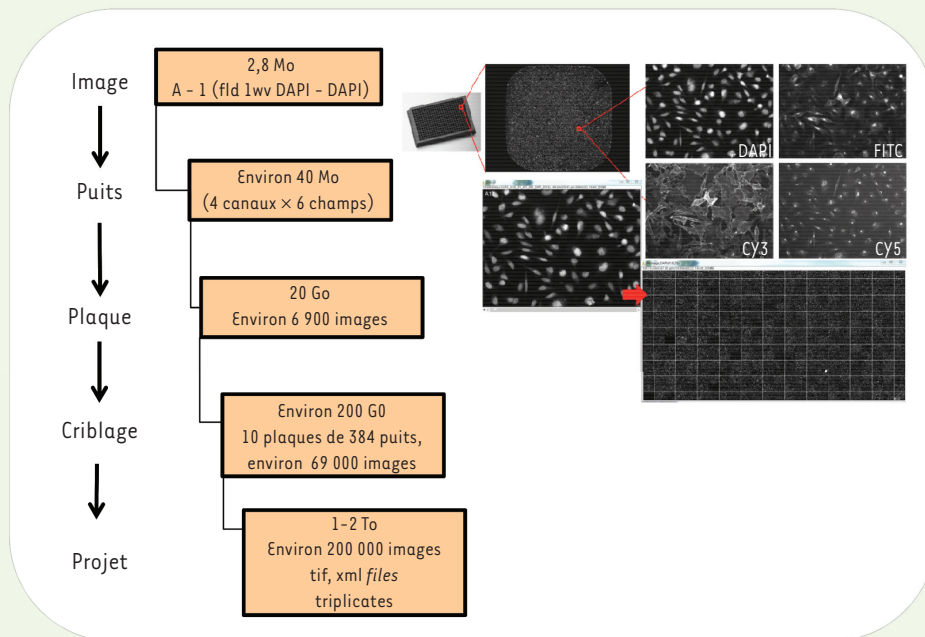 Image
2,8 Mo
A - 1 (fld 1wv DAPI - DAPI)
Puits
Environ 40 Mo
(4 canaux × 6 champs)
Plaque
20 Go
Environ 6 900 images
Criblage
Environ 200 G0
10 plaques de 384 puits,
environ 69 000 images
Projet
1-2 To
Environ 200 000 images
tif, xml files
triplicates
DAPI
FITC
CY3
CY5